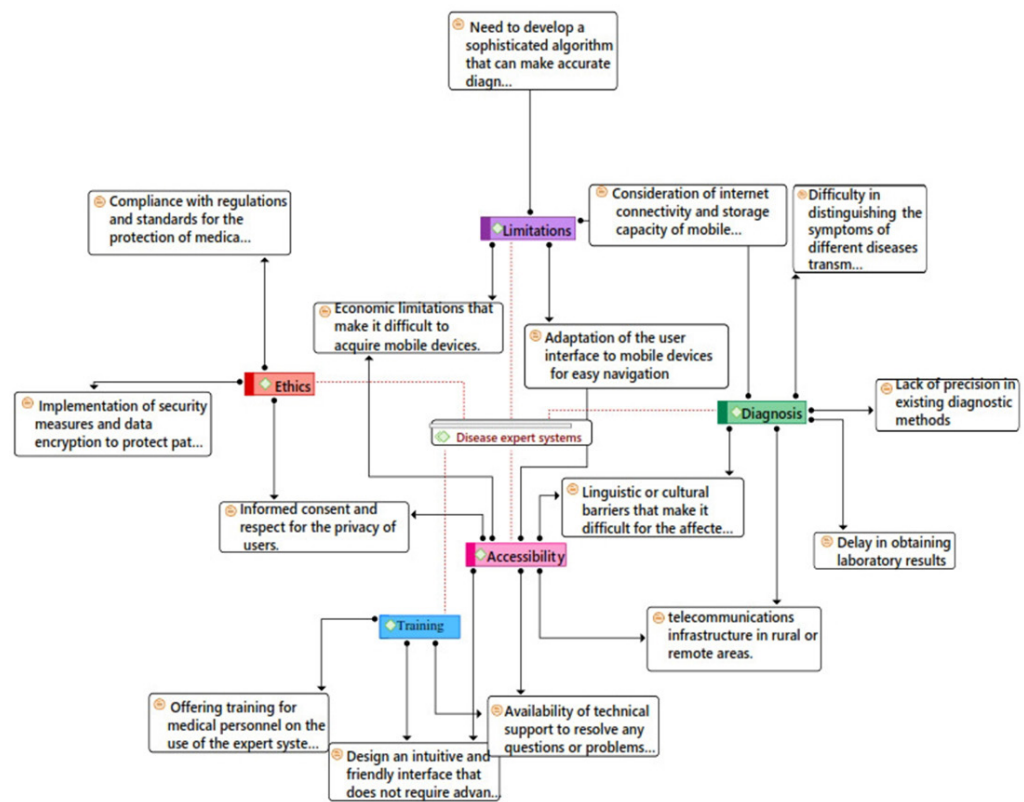 Need to develop a
sophisticated algorithm
that can make accurate
diagn...
Compliance with regulations
and standards for the
protection of medica...
Limitations
Consideration of internet
connectivity and storage
capacity of mobile...
Difficulty in
distinguishing the
symptoms of
different diseases
transm...
Economic limitations that
make it difficult to
acquire mobile devices.
Adaptation of the user
interface to mobile devices
for easy navigation
Ethics
Implementation of security
measures and data
encryption to protect pat...
Diagnosis
Lack of precision in
existing diagnostic
methods
Disease expert systems
Informed consent and
respect for the privacy of
users.
Linguistic or cultural
barriers that make it
difficult for the affecte...
Delay in obtaining
laboratory results
Accessibility
Training
telecommunications
infrastructure in rural or
remote areas.
Offering training for
medical personnel on the
use of the expert syste...
Availability of technical
support to resolve any
questions or problems...
Design an intuitive and
friendly interface that
does not require advan...